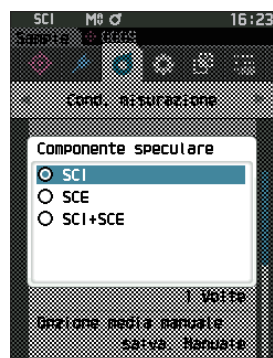 SCI M0 16:23
Sample 0009
Cond. misurazione
Componente speculare
SCI
SCE
SCI+SCE
1 Volte
Opzione media manuale
Salva. Manuale